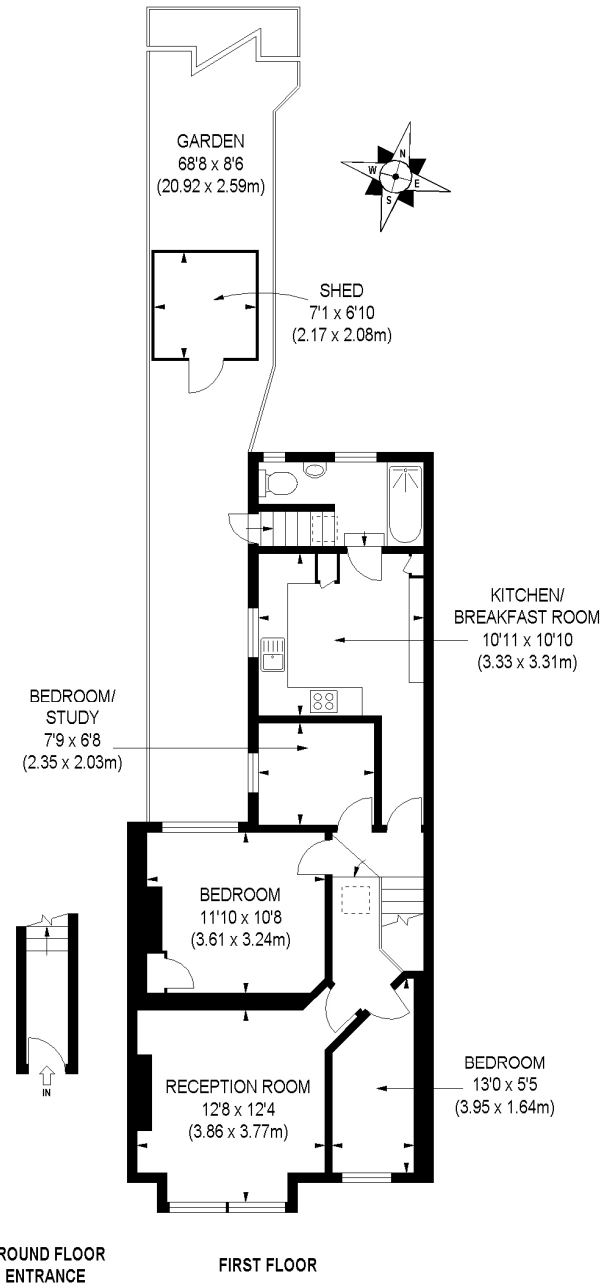 GARDEN
68'8 x 8'6
(20.92 x 2.59m)
N
W
E
S
SHED
7'1 x 6'10
(2.17 x 2.08m)
KITCHEN/
BREAKFAST ROOM
10'11 x 10'10
(3.33 x 3.31m)
BEDROOM/
STUDY
7'9 x 6'8
(2.35 x 2.03m)
BEDROOM
11'10 x 10'8
(3.61 x 3.24m)
IN
RECEPTION ROOM
12'8 x 12'4
(3.86 x 3.77m)
BEDROOM
13'0 x 5'5
(3.95 x 1.64m)
ROUND FLOOR
ENTRANCE
FIRST FLOOR